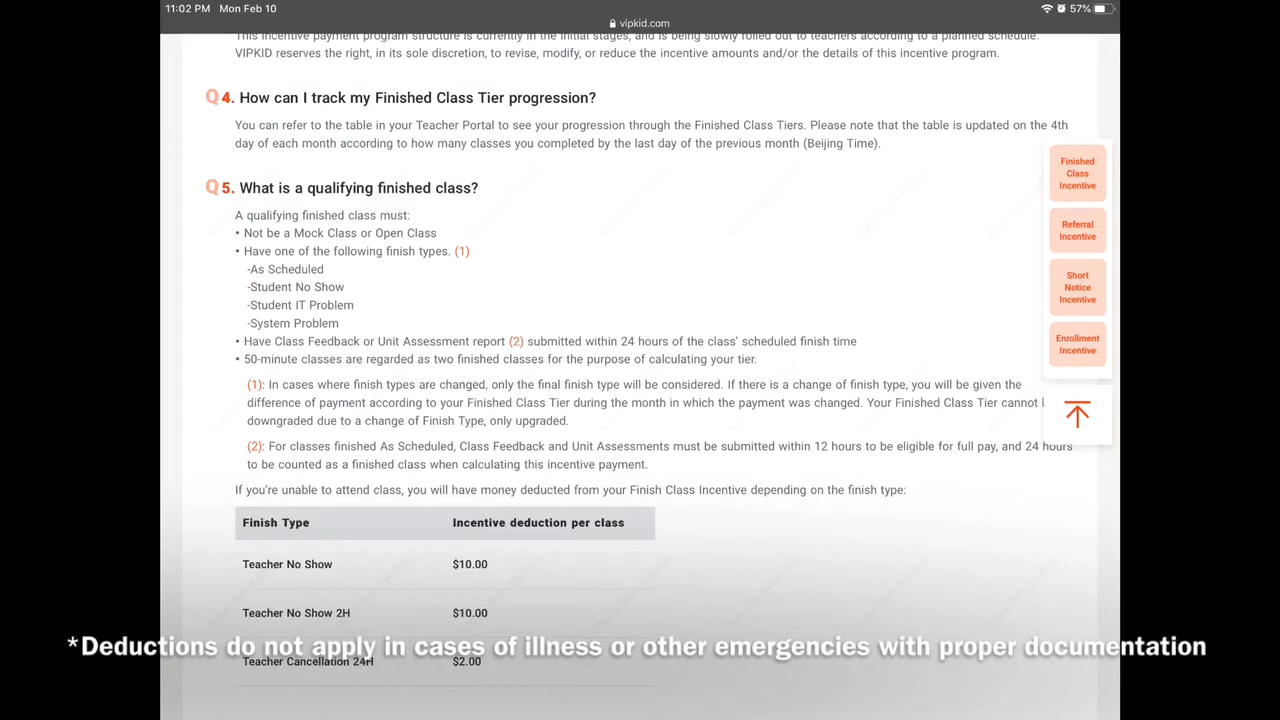 11:02 PM Mon Feb 10
57%
vipkid.com
This incentive payment program structure is currently in the initial stages, and is being slowly rolled out to teachers according to a planned schedule.
VIPKID reserves the right, in its sole discretion, to revise, modify, or reduce the incentive amounts and/or the details of this incentive program.
Q4. How can I track my Finished Class Tier progression?
You can refer to the table in your Teacher Portal to see your progression through the Finished Class Tiers. Please note that the table is updated on the 4th
day of each month according to how many classes you completed by the last day of the previous month (Beijing Time).
Q5. What is a qualifying finished class?
A qualifying finished class must:
• Not be a Mock Class or Open Class
• Have one of the following finish types. (1)
-As Scheduled
-Student No Show
-Student IT Problem
-System Problem
• Have Class Feedback or Unit Assessment report (2) submitted within 24 hours of the class' scheduled finish time
• 50-minute classes are regarded as two finished classes for the purpose of calculating your tier.
(1): In cases where finish types are changed, only the final finish type will be considered. If there is a change of finish type, you will be given the
difference of payment according to your Finished Class Tier during the month in which the payment was changed. Your Finished Class Tier cannot
downgraded due to a change of Finish Type, only upgraded.
(2): For classes finished As Scheduled, Class Feedback and Unit Assessments must be submitted within 12 hours to be eligible for full pay, and 24 hours
to be counted as a finished class when calculating this incentive payment.
If you're unable to attend class, you will have money deducted from your Finish Class Incentive depending on the finish type:
Finish Type Incentive deduction per class
Teacher No Show $10.00
Teacher No Show 2H $10.00
Teacher Cancellation 24H $2.00
*Deductions do not apply in cases of illness or other emergencies with proper documentation
Finished
Class
Incentive
Referral
Incentive
Short
Notice
Incentive
Enrollment
Incentive